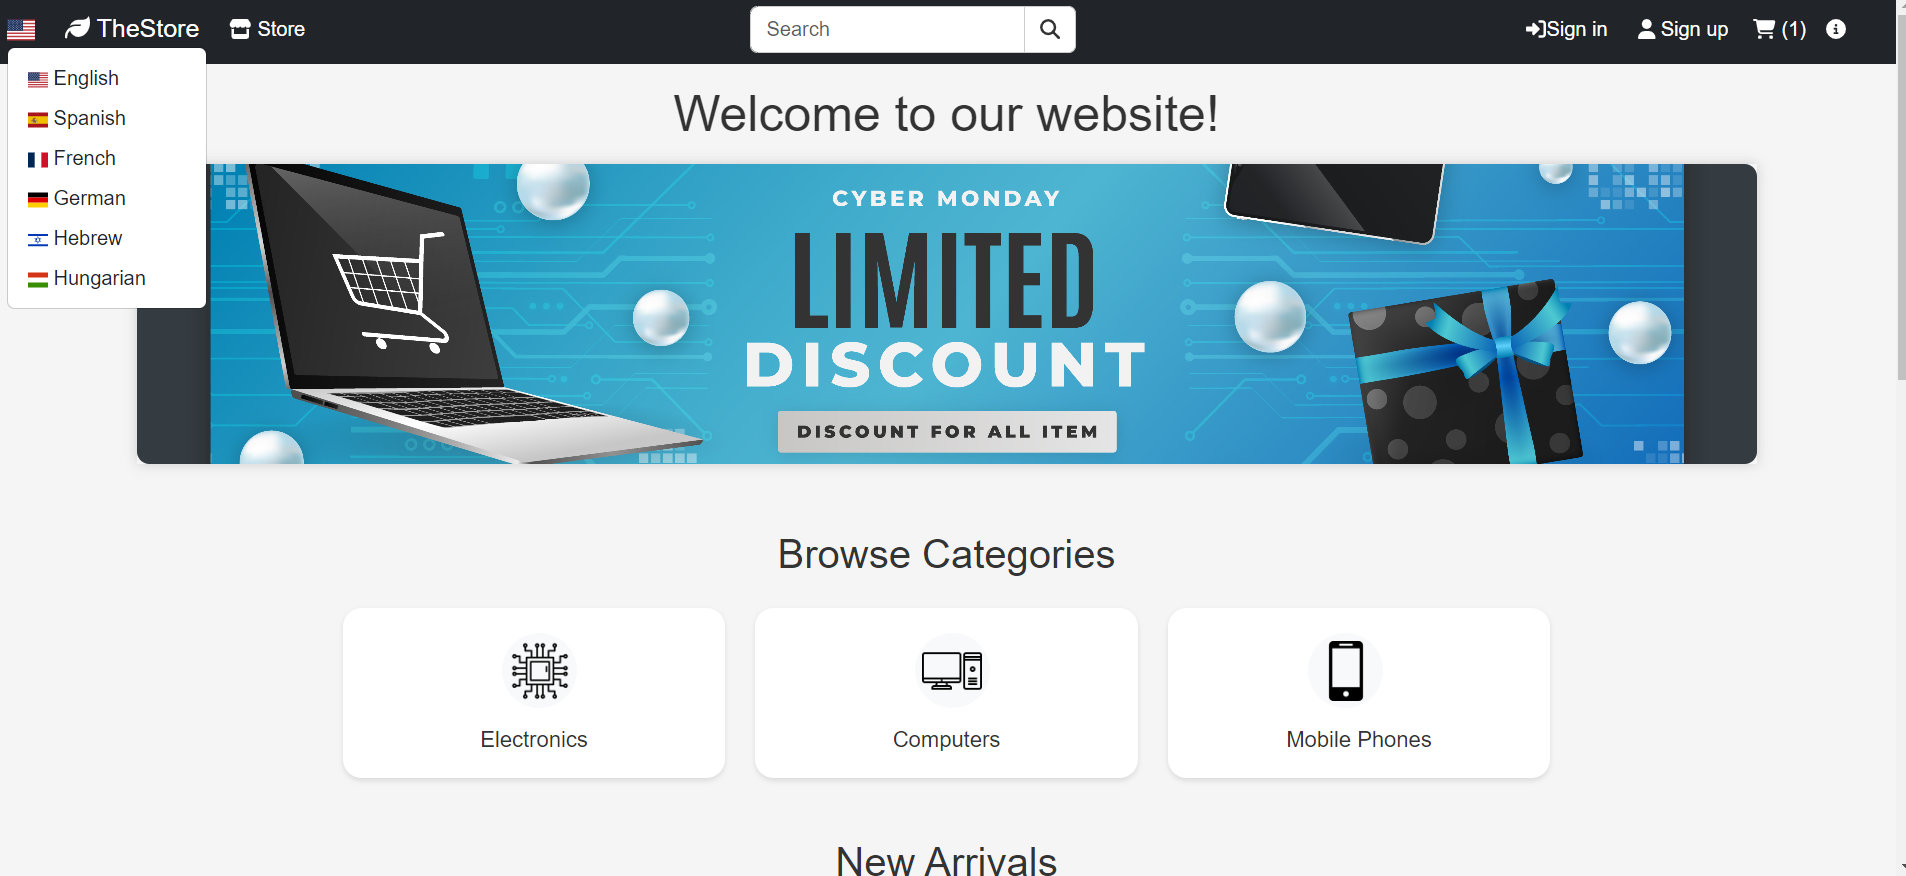 TheStore
Store
Search
Sign in
Sign up
(1)
English
Spanish
French
German
Hebrew
Hungarian
Welcome to our website!
CYBER MONDAY
LIMITED
DISCOUNT
DISCOUNT FOR ALL ITEM
Browse Categories
Electronics
Computers
Mobile Phones
New Arrivals